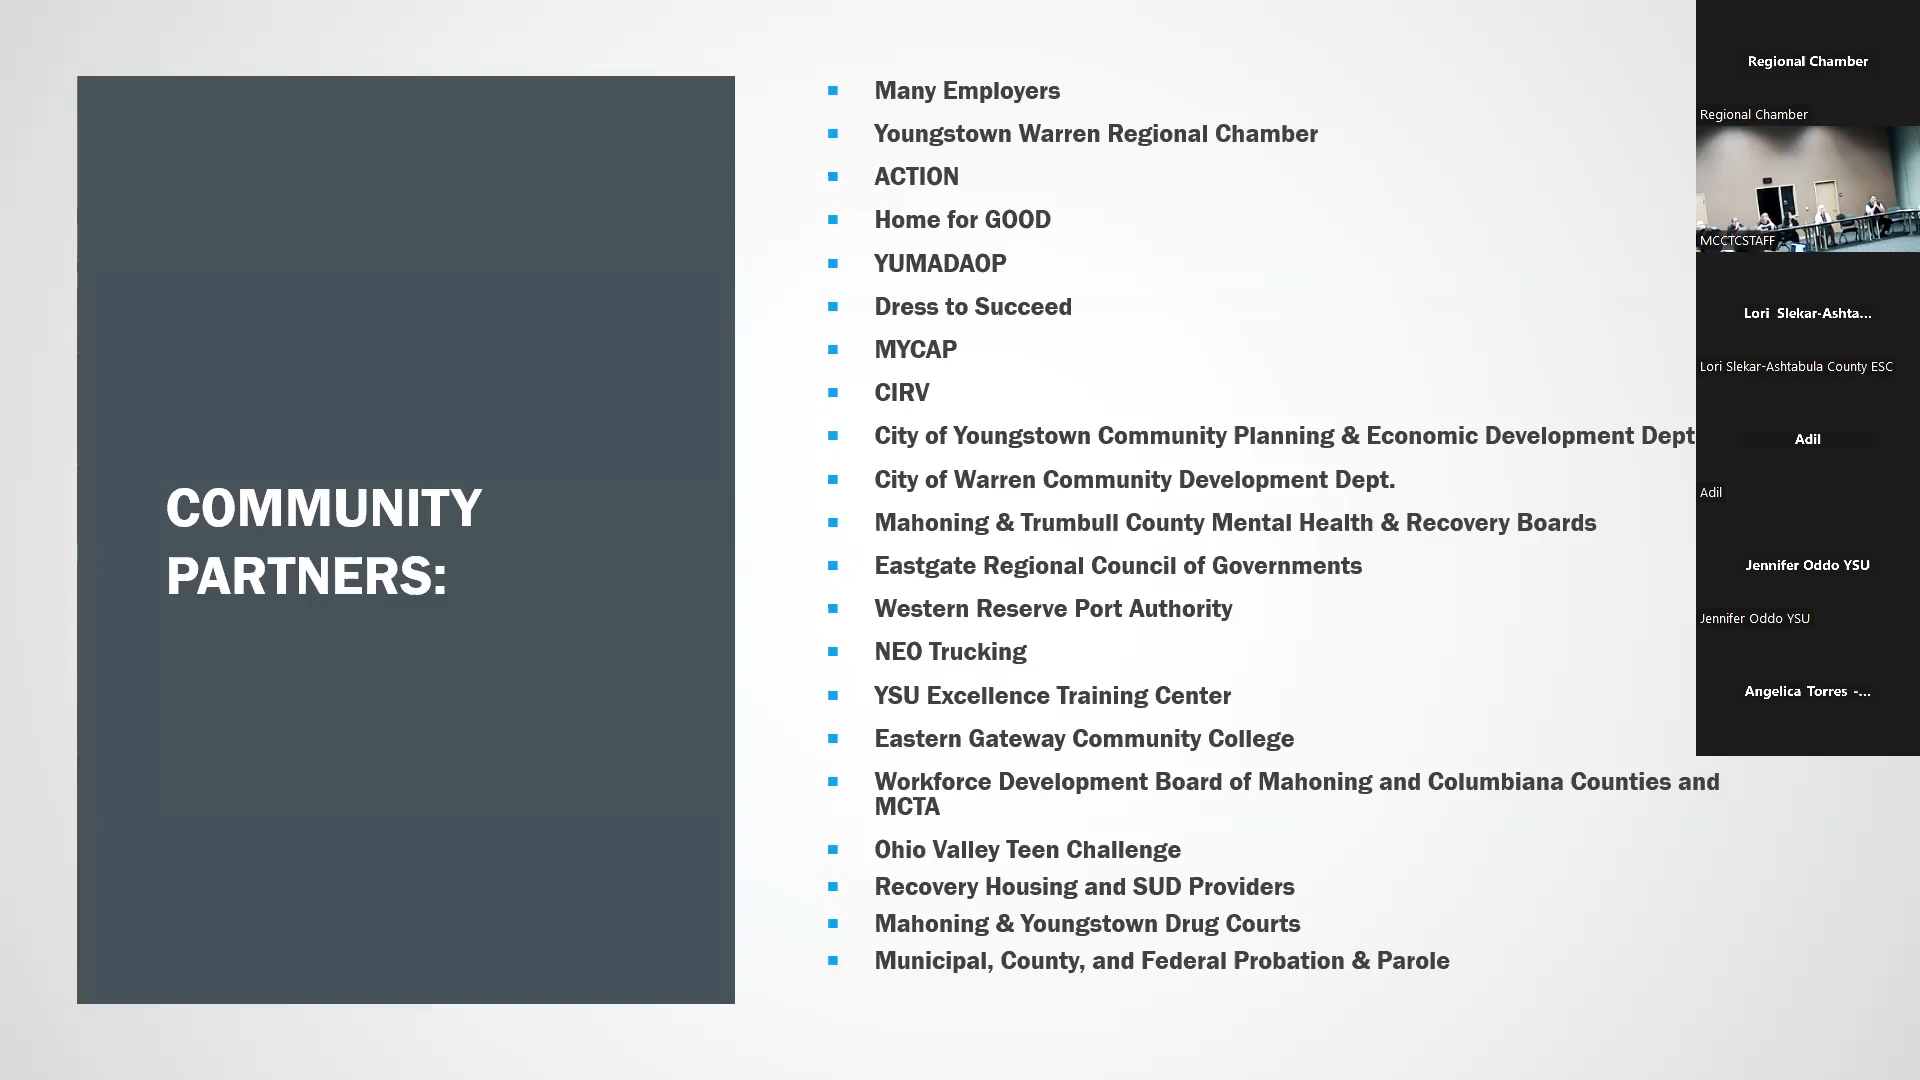 COMMUNITY
PARTNERS:
Many Employers
Youngstown Warren Regional Chamber
ACTION
Home for GOOD
YUMADAOP
Dress to Succeed
MYCAP
CIRV
City of Youngstown Community Planning & Economic Development Dept
City of Warren Community Development Dept.
Mahoning & Trumbull County Mental Health & Recovery Boards
Eastgate Regional Council of Governments
Western Reserve Port Authority
NEO Trucking
YSU Excellence Training Center
Eastern Gateway Community College
Workforce Development Board of Mahoning and Columbiana Counties and
MCTA
Ohio Valley Teen Challenge
Recovery Housing and SUD Providers
Mahoning & Youngstown Drug Courts
Municipal, County, and Federal Probation & Parole
Regional Chamber
Regional Chamber
MCCTCSTAFF
Lori Slekar-Ashta...
Lori Slekar-Ashtabula County ESC
Adil
Adil
Jennifer Oddo YSU
Jennifer Oddo YSU
Angelica Torres -...